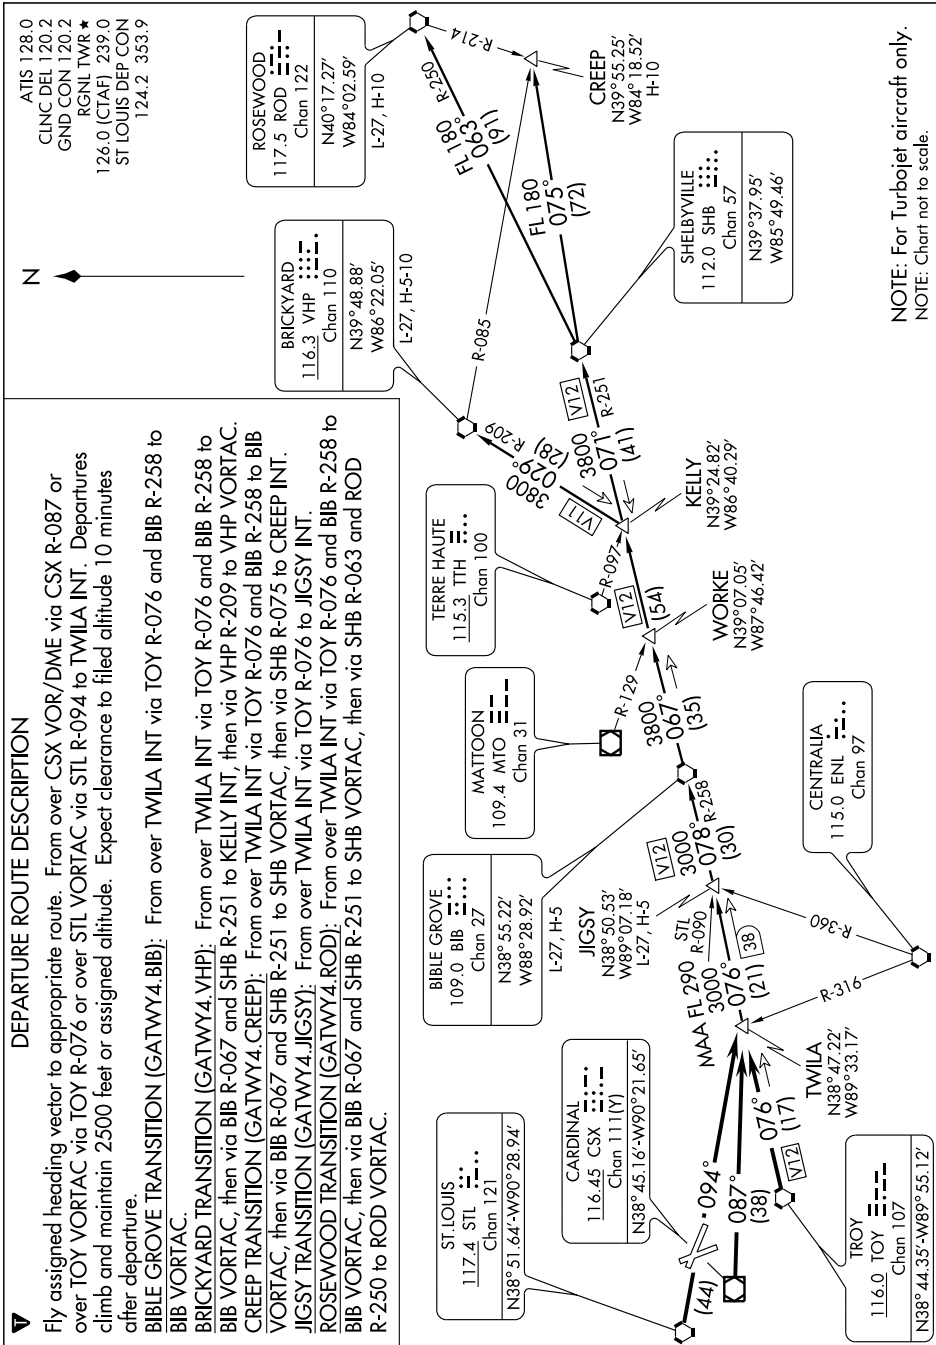 DEPARTURE ROUTE DESCRIPTION
Fly assigned heading vector to appropriate route. From over CSX VOR/DME via CSX R-087 or
over TOY VORTAC via TOY R-076 or over STL VORTAC via STL R-094 to TWILA INT. Departures
climb and maintain 2500 feet or assigned altitude. Expect clearance to filed altitude 10 minutes
after departure.
BIBLE GROVE TRANSITION (GATWY4.BIB): From over TWILA INT via TOY R-076 and BIB R-258 to
BIB VORTAC.
BRICKYARD TRANSITION (GATWY4.VHP): From over TWILA INT via TOY R-076 and BIB R-258 to
BIB VORTAC, then via BIB R-067 and SHB R-251 to KELLY INT, then via VHP R-209 to VHP VORTAC.
CREEP TRANSITION (GATWY4.CREEP): From over TWILA INT via TOY R-076 and BIB R-258 to BIB
VORTAC, then via BIB R-067 and SHB R-251 to SHB VORTAC, then via SHB R-075 to CREEP INT.
JIGSY TRANSITION (GATWY4.JIGSY): From over TWILA INT via TOY R-076 to JIGSY INT.
ROSEWOOD TRANSITION (GATWY4.ROD): From over TWILA INT via TOY R-076 and BIB R-258 to
BIB VORTAC, then via BIB R-067 and SHB R-251 to SHB VORTAC, then via SHB R-063 and ROD
R-250 to ROD VORTAC.
ATIS 128.0
CLNC DEL 120.2
GND CON 120.2
RGNL TWR ★
126.0 (CTAF) 239.0
ST LOUIS DEP CON
124.2 353.9
N
ROSEWOOD
117.5 ROD
Chan 122
N40°17.27'
W84°02.59'
L-27, H-10
R-214
R-250
FL 180
063°
(91)
CREEP
N39°55.25'
W84°18.52'
H-10
FL 180
075°
(72)
BRICKYARD
116.3 VHP
Chan 110
N39°48.88'
W86°22.05'
L-27, H-5-10
R-085
SHELBYVILLE
112.0 SHB
Chan 57
N39°37.95'
W85°49.46'
R-209
3800
029°
(28)
V11
V12
R-251
3800
071°
(41)
KELLY
N39°24.82'
W86°40.29'
TERRE HAUTE
115.3 TTH
Chan 100
R-097
V12
(54)
WORKE
N39°07.05'
W87°46.42'
MATTOON
109.4 MTO
Chan 31
R-129
3800
067°
(35)
BIBLE GROVE
109.0 BIB
Chan 27
N38°55.22'
W88°28.92'
L-27, H-5
V12
R-258
3000
078°
(30)
JIGSY
N38°50.53'
W89°07.18'
L-27, H-5
CENTRALIA
115.0 ENL
Chan 97
R-360
R-316
STL
R-090
38
MAA FL 290
3000
076°
(21)
TWILA
N38°47.22'
W89°33.17'
CARDINAL
116.45 CSX
Chan 111(Y)
N38°45.16'-W90°21.65'
ST.LOUIS
117.4 STL
Chan 121
N38°51.64'-W90°28.94'
094°
(44)
087°
(38)
076°
(17)
V12
TROY
116.0 TOY
Chan 107
N38°44.35'-W89°55.12'
NOTE: For Turbojet aircraft only.
NOTE: Chart not to scale.